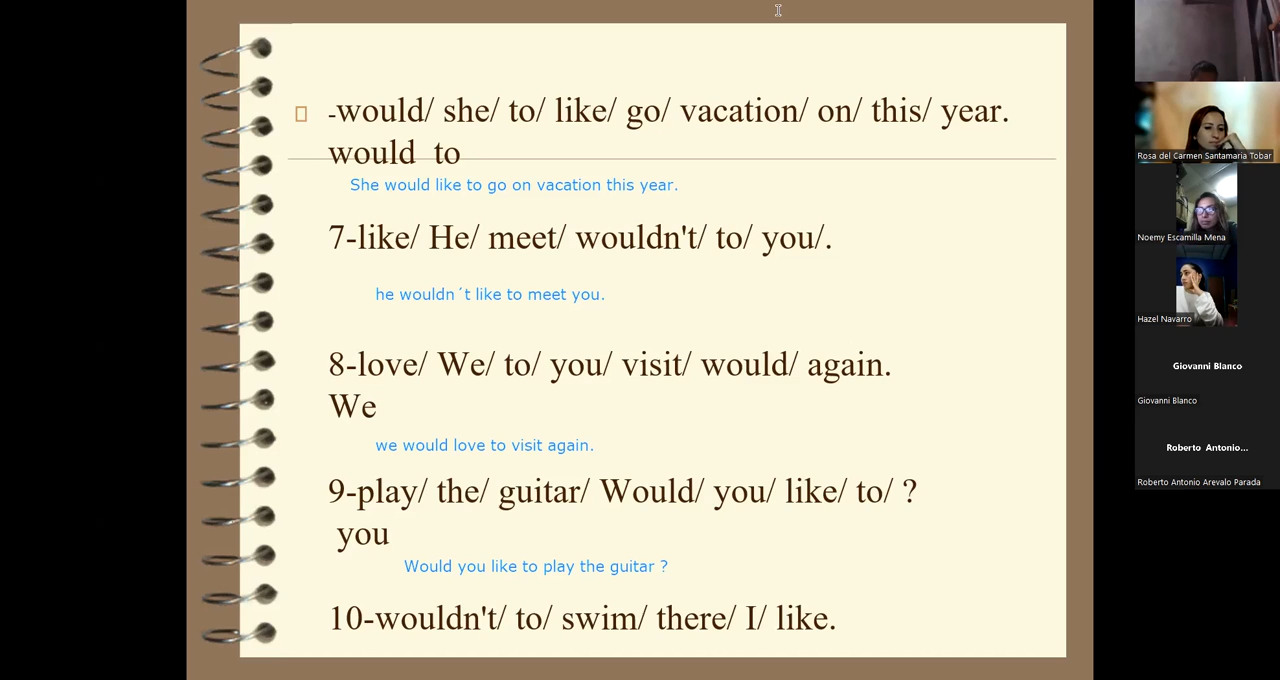 -would/ she/ to/ like/ go/ vacation/ on/ this/ year.
would  to
She would like to go on vacation this year.
7-like/ He/ meet/ wouldn't/ to/ you/.
he wouldn´t like to meet you.
8-love/ We/ to/ you/ visit/ would/ again.
We
we would love to visit again.
9-play/ the/ guitar/ Would/ you/ like/ to/ ?
you
Would you like to play the guitar ?
10-wouldn't/ to/ swim/ there/ I/ like.
Rosa del Carmen Santamaria Tobar
Noemy Escamilla Mena
Hazel Navarro
Giovanni Blanco
Giovanni Blanco
Roberto Antonio...
Roberto Antonio Arevalo Parada